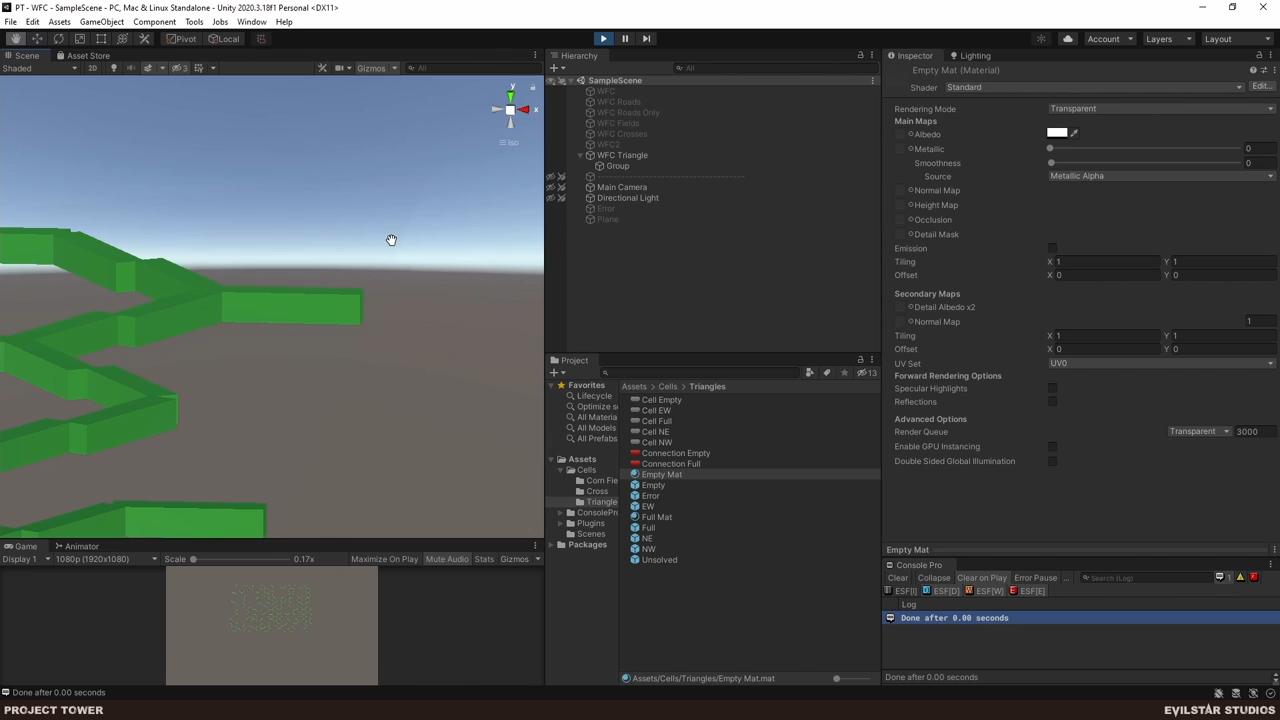 PT - WFC - SampleScene - PC, Mac & Linux Standalone - Unity 2020.3.18f1 Personal <DX11>
File Edit Assets GameObject Component Tools Jobs Window Help
Pivot Local Account Layers Layout
Scene Asset Store
Shaded 2D 3 Gizmos All
y
x
Iso
Hierarchy
All
SampleScene
WFC
WFC Roads
WFC Roads Only
WFC Fields
WFC Crosses
WFC2
WFC Triangle
Group
------------------------------------
Main Camera
Directional Light
Error
Plane
Project
13
Favorites
Lifecycle
Optimize s
All Materia
All Models
All Prefabs
Assets
Cells
Corn Fie
Cross
Triangle
ConsolePr
Plugins
Scenes
Packages
Assets > Cells > Triangles
Cell Empty
Cell EW
Cell Full
Cell NE
Cell NW
Connection Empty
Connection Full
Empty Mat
Empty
Error
EW
Full Mat
Full
NE
NW
Unsolved
Assets/Cells/Triangles/Empty Mat.mat
Inspector Lighting
Empty Mat (Material)
Shader Standard Edit...
Rendering Mode Transparent
Main Maps
Albedo
Metallic 0
Smoothness 0
Source Metallic Alpha
Normal Map
Height Map
Occlusion
Detail Mask
Emission
Tiling X 1 Y 1
Offset X 0 Y 0
Secondary Maps
Detail Albedo x2
Normal Map 1
Tiling X 1 Y 1
Offset X 0 Y 0
UV Set UV0
Forward Rendering Options
Specular Highlights
Reflections
Advanced Options
Render Queue Transparent 3000
Enable GPU Instancing
Double Sided Global Illumination
Empty Mat
Console Pro
Clear Collapse Clear on Play Error Pause ... Search (Log) 1
ESF[I] ESF[D] ESF[W] ESF[E]
Log
Done after 0.00 seconds
Done after 0.00 seconds
Game Animator
Display 1 1080p (1920x1080) Scale 0.17x Maximize On Play Mute Audio Stats Gizmos
Done after 0.00 seconds
PROJECT TOWER EVILSTAR STUDIOS